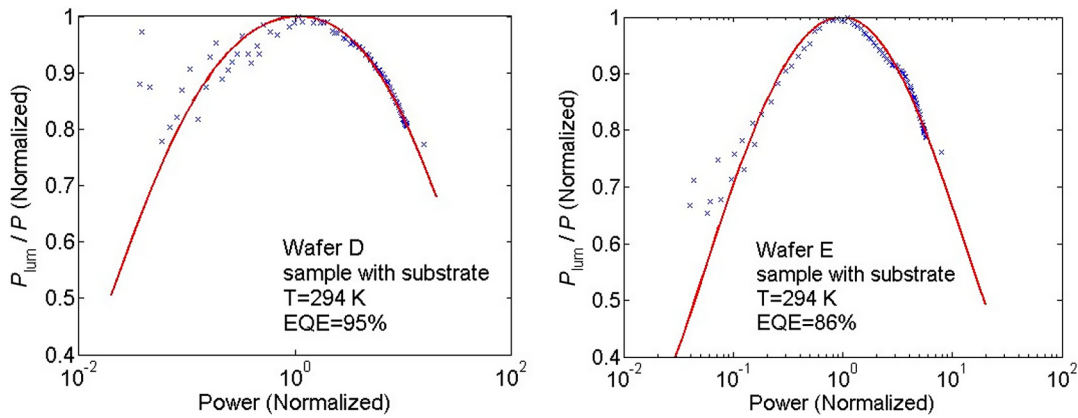 1
0.9
0.8
0.7
0.6
0.5
0.4
P_lum / P (Normalized)
Wafer D
sample with substrate
T=294 K
EQE=95%
10^-2 10^0 10^2
Power (Normalized)
1
0.9
0.8
0.7
0.6
0.5
0.4
P_lum / P (Normalized)
Wafer E
sample with substrate
T=294 K
EQE=86%
10^-2 10^-1 10^0 10^1 10^2
Power (Normalized)